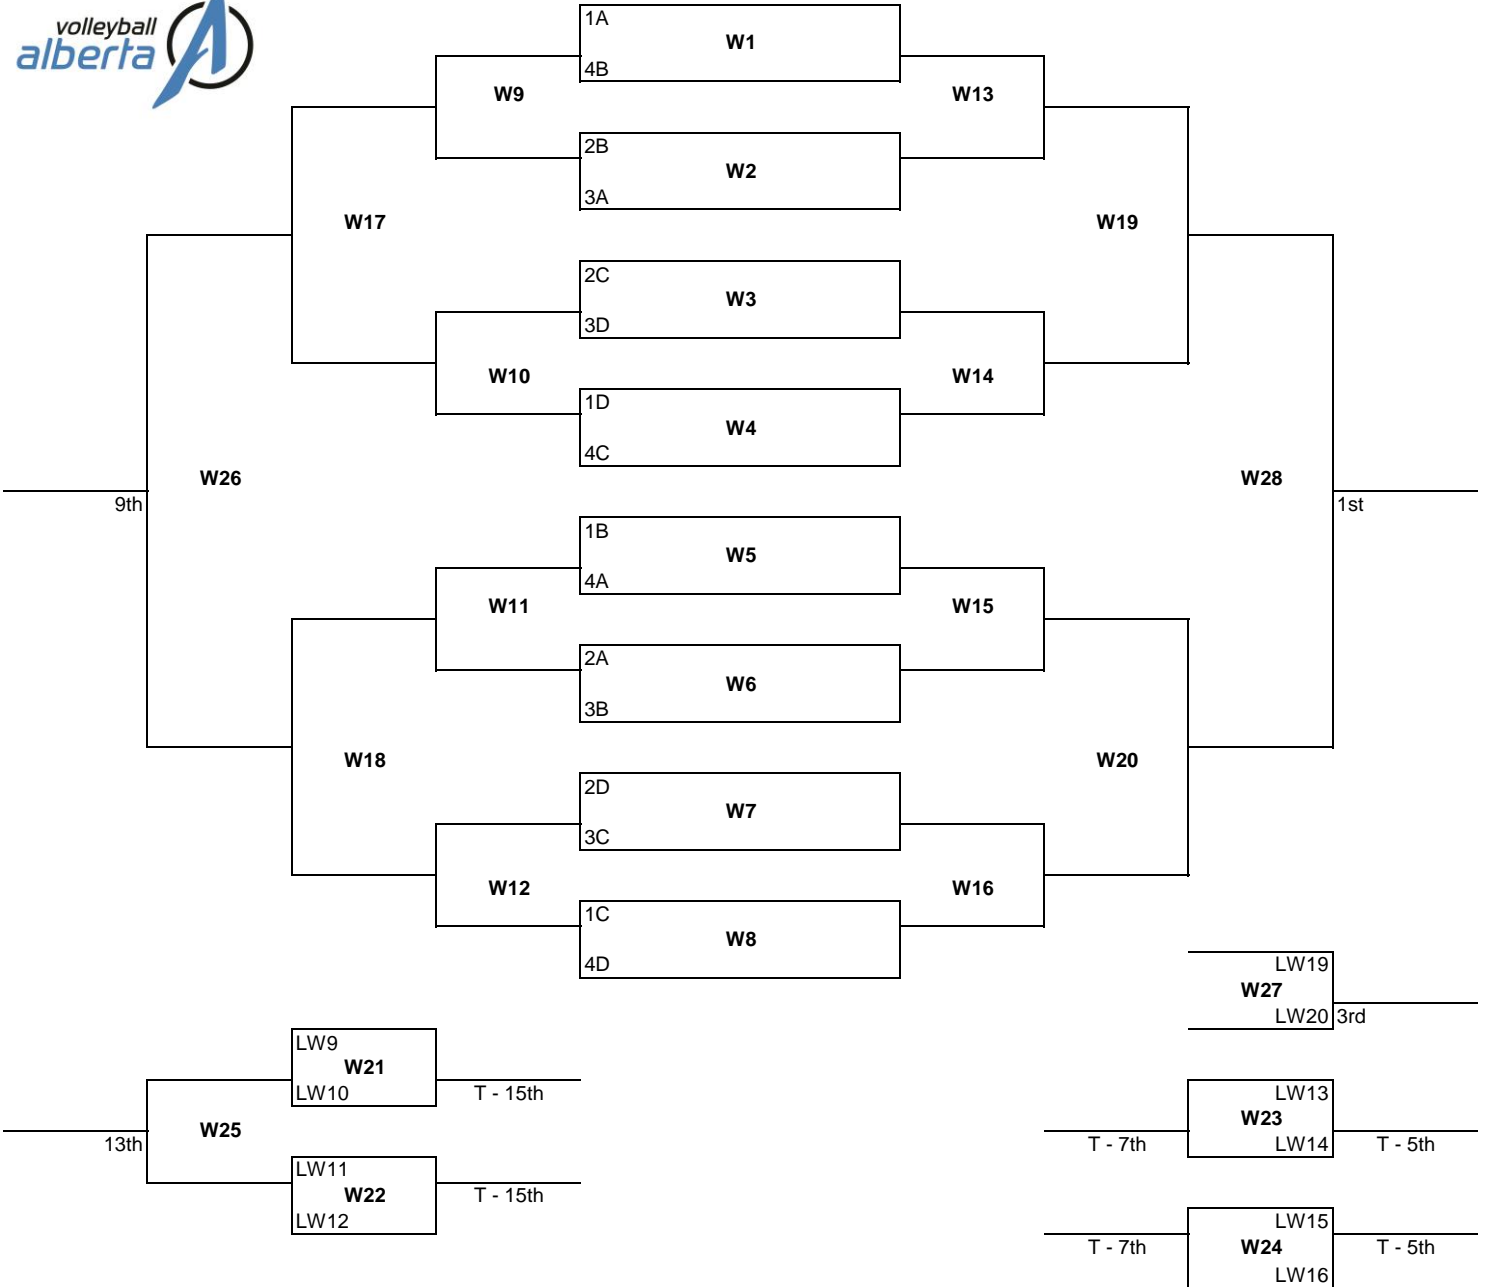 volleyball
alberta
1A
W1
4B
W9
W13
2B
W2
3A
W17
W19
2C
W3
3D
W10
W14
1D
W4
4C
W26
W28
9th
1st
1B
W5
4A
W11
W15
2A
W6
3B
W18
W20
2D
W7
3C
W12
W16
1C
W8
4D
LW19
W27
LW20 3rd
LW9
W21
LW10
T - 15th
W25
13th
LW11
W22
LW12
T - 15th
LW13
W23
LW14
T - 7th
T - 5th
LW15
W24
LW16
T - 7th
T - 5th